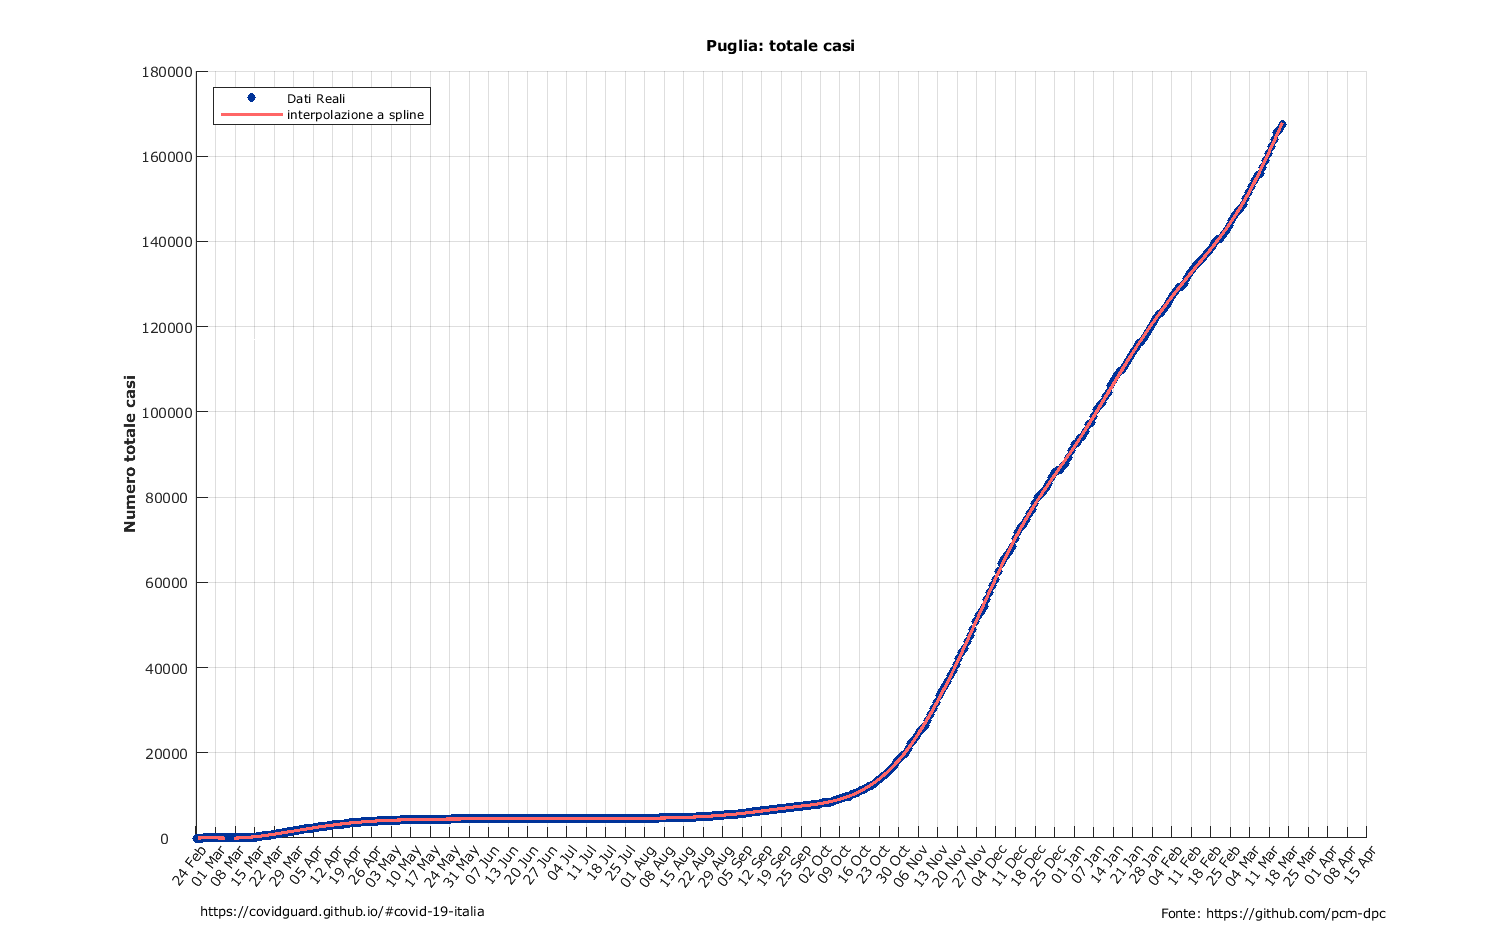 Puglia: totale casi
180000
160000
140000
120000
100000
80000
60000
40000
20000
0
Numero totale casi
Dati Reali
interpolazione a spline
24 Feb
01 Mar
08 Mar
15 Mar
22 Mar
29 Mar
05 Apr
12 Apr
19 Apr
26 Apr
03 May
10 May
17 May
24 May
31 May
07 Jun
13 Jun
20 Jun
27 Jun
04 Jul
11 Jul
18 Jul
25 Jul
01 Aug
08 Aug
15 Aug
22 Aug
29 Aug
05 Sep
12 Sep
19 Sep
25 Sep
02 Oct
09 Oct
16 Oct
23 Oct
30 Oct
06 Nov
13 Nov
20 Nov
27 Nov
04 Dec
11 Dec
18 Dec
25 Dec
01 Jan
07 Jan
14 Jan
21 Jan
28 Jan
04 Feb
11 Feb
18 Feb
25 Feb
04 Mar
11 Mar
18 Mar
25 Mar
01 Apr
08 Apr
15 Apr
https://covidguard.github.io/#covid-19-italia
Fonte: https://github.com/pcm-dpc